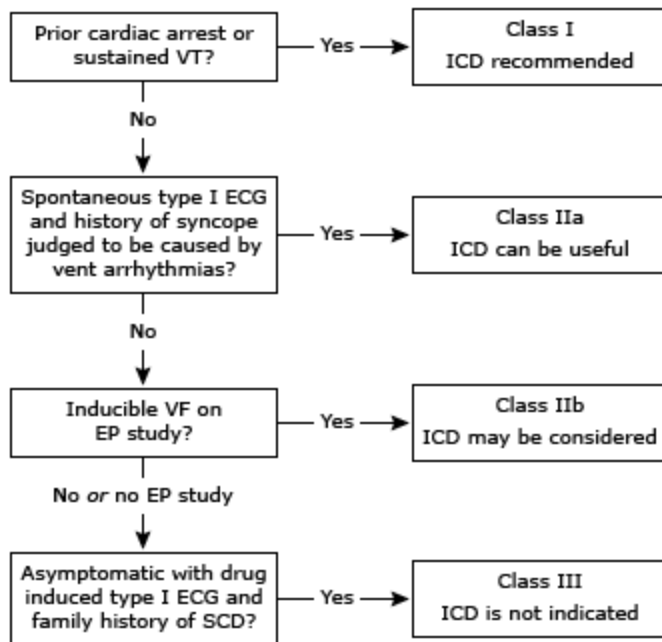 Prior cardiac arrest or
sustained VT?
Yes
Class I
ICD recommended
No
Spontaneous type I ECG
and history of syncope
judged to be caused by
vent arrhythmias?
Yes
Class IIa
ICD can be useful
No
Inducible VF on
EP study?
Yes
Class IIb
ICD may be considered
No or no EP study
Asymptomatic with drug
induced type I ECG and
family history of SCD?
Yes
Class III
ICD is not indicated